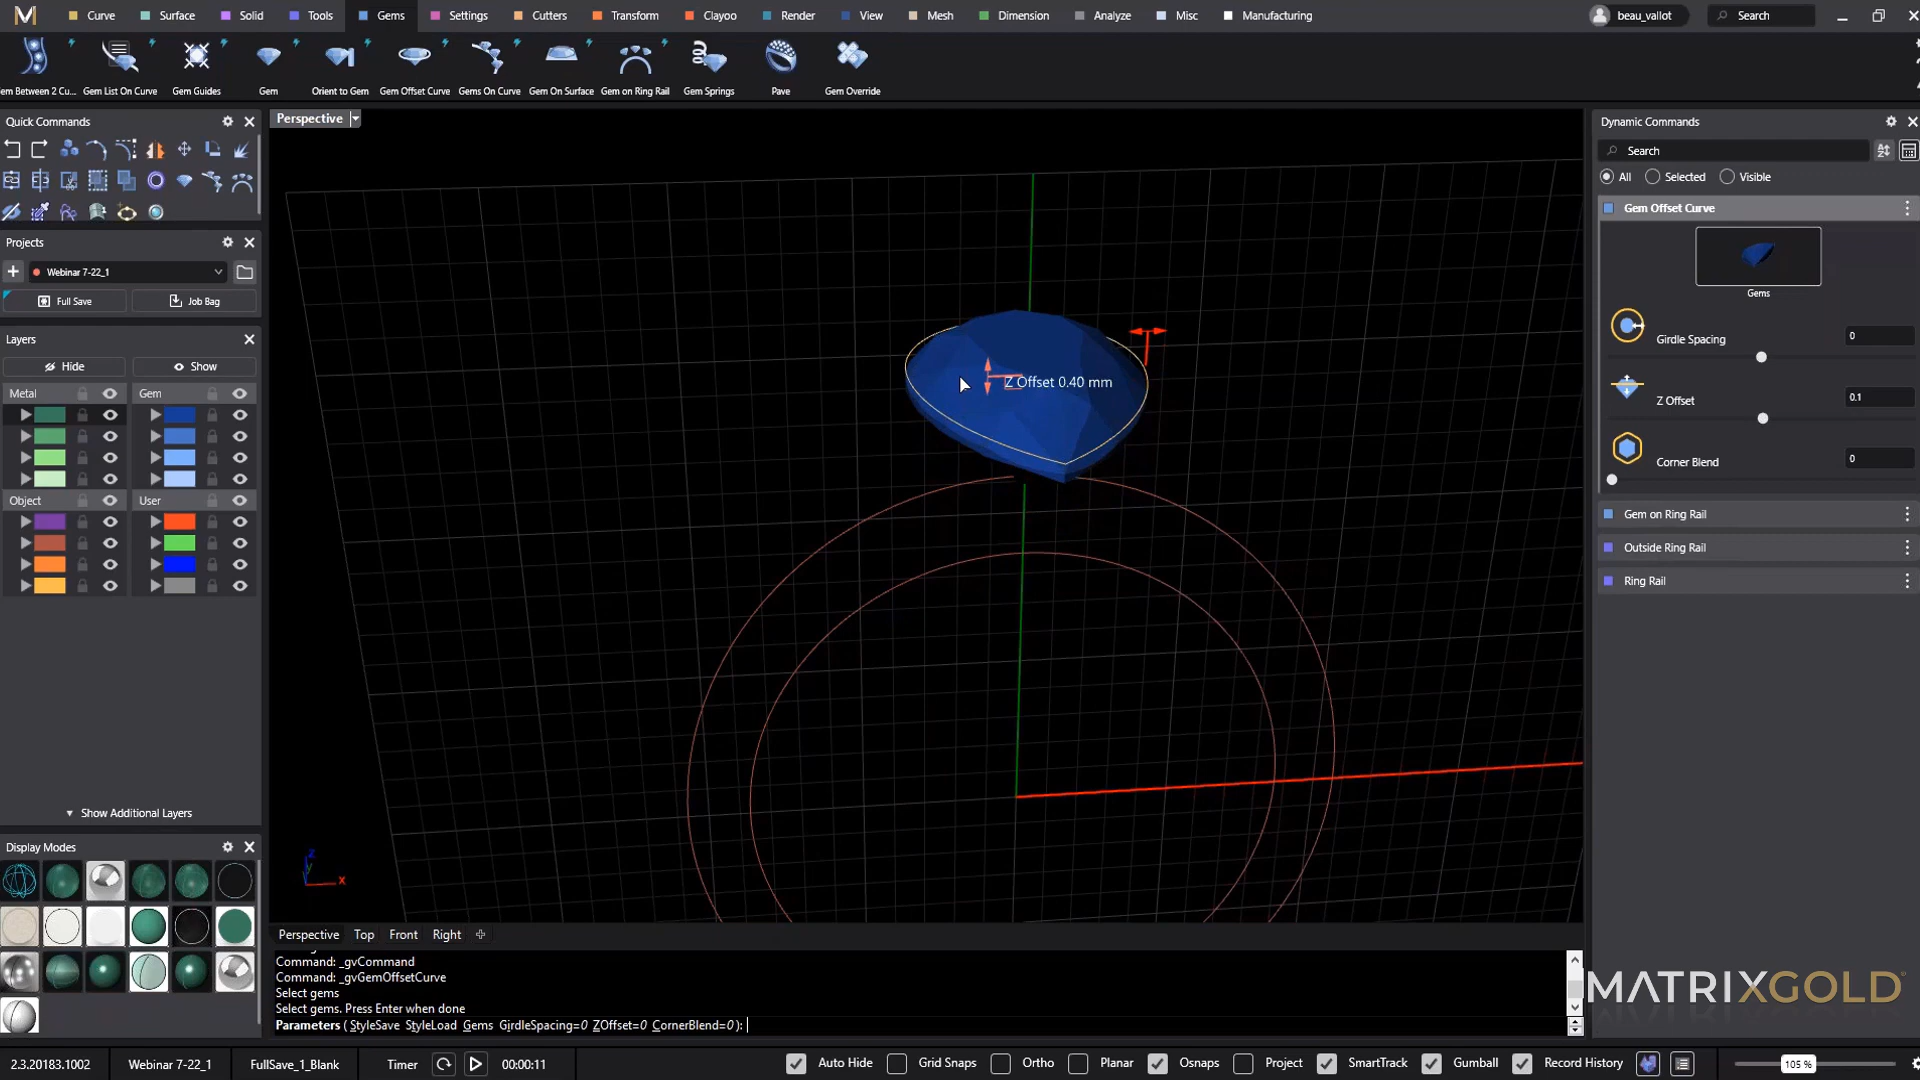 Curve Surface Solid Tools Gems Settings Cutters Transform Clayoo Render View Mesh Dimension Analyze Misc Manufacturing beau_vallot Search
em Between 2 Cu... Gem List On Curve Gem Guides Gem Orient to Gem Gem Offset Curve Gems On Curve Gem On Surface Gem on Ring Rail Gem Springs Pave Gem Override
Quick Commands
Perspective
Dynamic Commands
Search
All Selected Visible
Gem Offset Curve
Gems
Girdle Spacing 0
Z Offset 0.1
Corner Blend 0
Gem on Ring Rail
Outside Ring Rail
Ring Rail
Projects
Webinar 7-22_1
Full Save Job Bag
Layers
Hide Show
Metal Gem
Object User
Show Additional Layers
Display Modes
Z Offset 0.40 mm
z
x
Perspective Top Front Right
Command: _gvCommand
Command: _gvGemOffsetCurve
Select gems
Select gems. Press Enter when done
Parameters ( StyleSave StyleLoad Gems GirdleSpacing=0 ZOffset=0 CornerBlend=0 ):
MATRIXGOLD
2.3.20183.1002 Webinar 7-22_1 FullSave_1_Blank Timer 00:00:11 Auto Hide Grid Snaps Ortho Planar Osnaps Project SmartTrack Gumball Record History 105 %